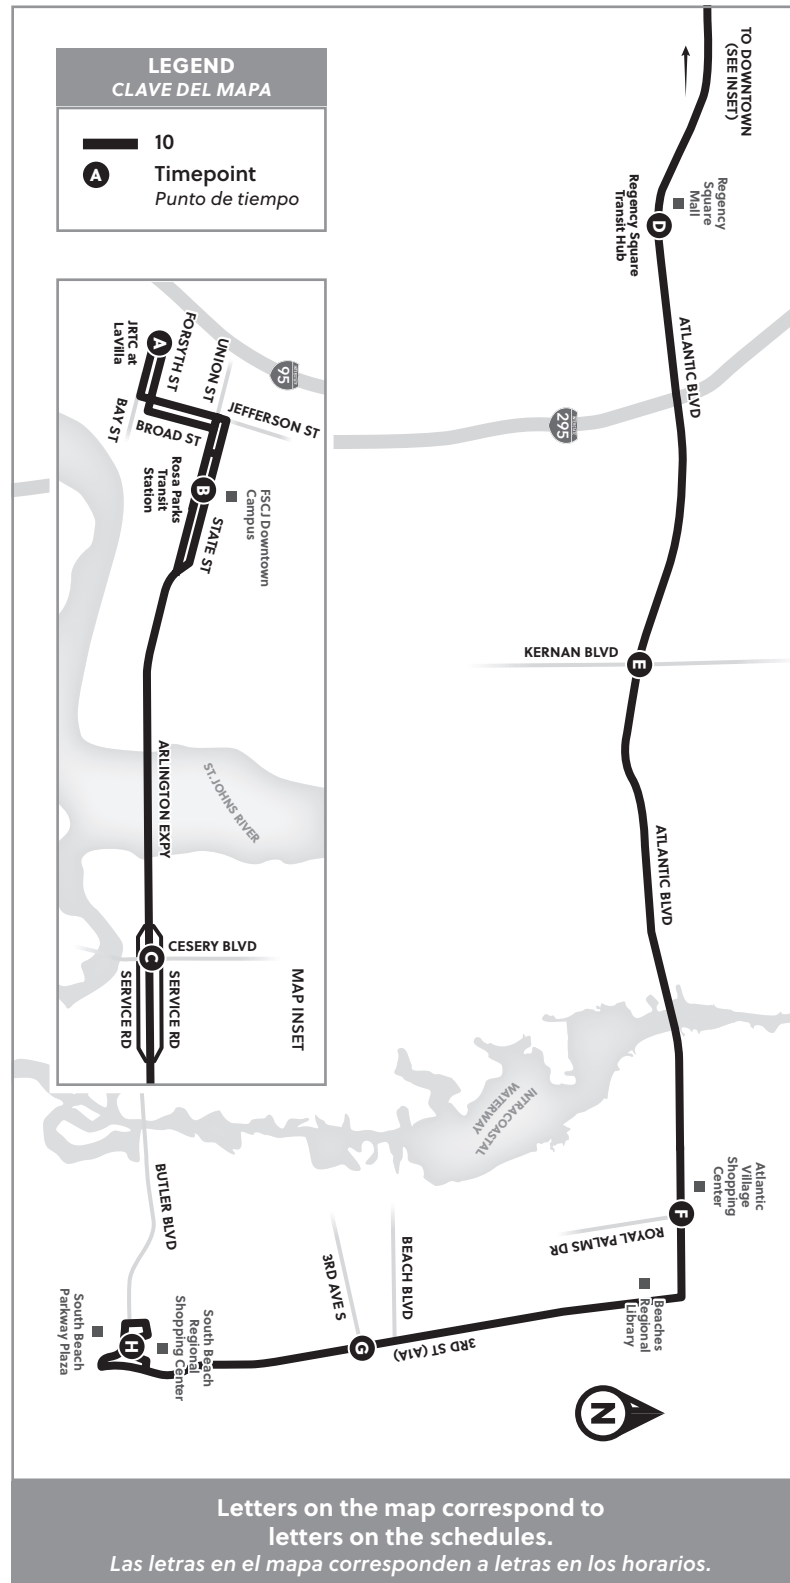 LEGEND
CLAVE DEL MAPA
10
A
Timepoint
Punto de tiempo
TO DOWNTOWN
(SEE INSET)
Regency
Square
Mall
D
Regency Square
Transit Hub
ATLANTIC BLVD
295
KERNAN BLVD
E
ATLANTIC BLVD
INTRACOASTAL
WATERWAY
Atlantic
Village
Shopping
Center
F
ROYAL PALMS DR
Beaches
Regional
Library
BEACH BLVD
3RD AVE S
G
3RD ST (A1A)
BUTLER BLVD
South Beach
Regional
Shopping Center
H
South Beach
Parkway Plaza
N
MAP INSET
A
JRTC at
LaVilla
FORSYTH ST
UNION ST
95
JEFFERSON ST
BAY ST
BROAD ST
B
Rosa Parks
Transit
Station
FSCJ Downtown
Campus
STATE ST
ARLINGTON EXPY
ST. JOHNS RIVER
CESERY BLVD
C
SERVICE RD
SERVICE RD
Letters on the map correspond to
letters on the schedules.
Las letras en el mapa corresponden a letras en los horarios.